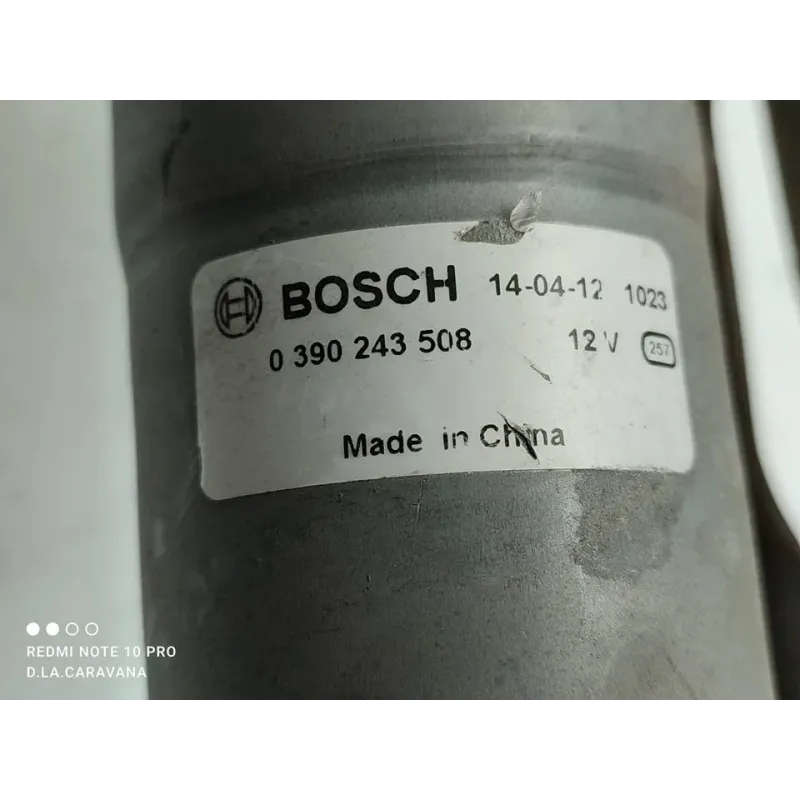 BOSCH 14-04-12 1023
0 390 243 508 12 V 257
Made in China
REDMI NOTE 10 PRO
D.LA.CARAVANA